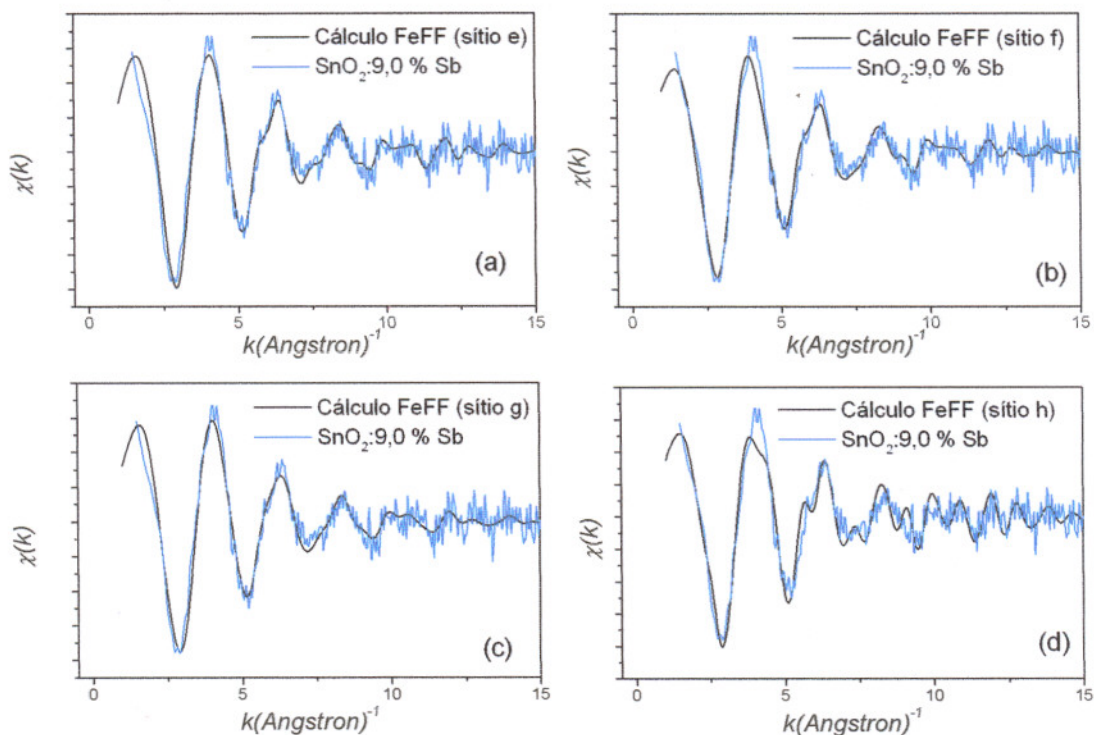 Cálculo FeFF (sítio e)
SnO2:9,0 % Sb
χ(k)
(a)
0 5 10 15
k(Angstron)-1
Cálculo FeFF (sítio f)
SnO2:9,0 % Sb
χ(k)
(b)
0 5 10 15
k(Angstron)-1
Cálculo FeFF (sítio g)
SnO2:9,0 % Sb
χ(k)
(c)
0 5 10 15
k(Angstron)-1
Cálculo FeFF (sítio h)
SnO2:9,0 % Sb
χ(k)
(d)
0 5 10 15
k(Angstron)-1